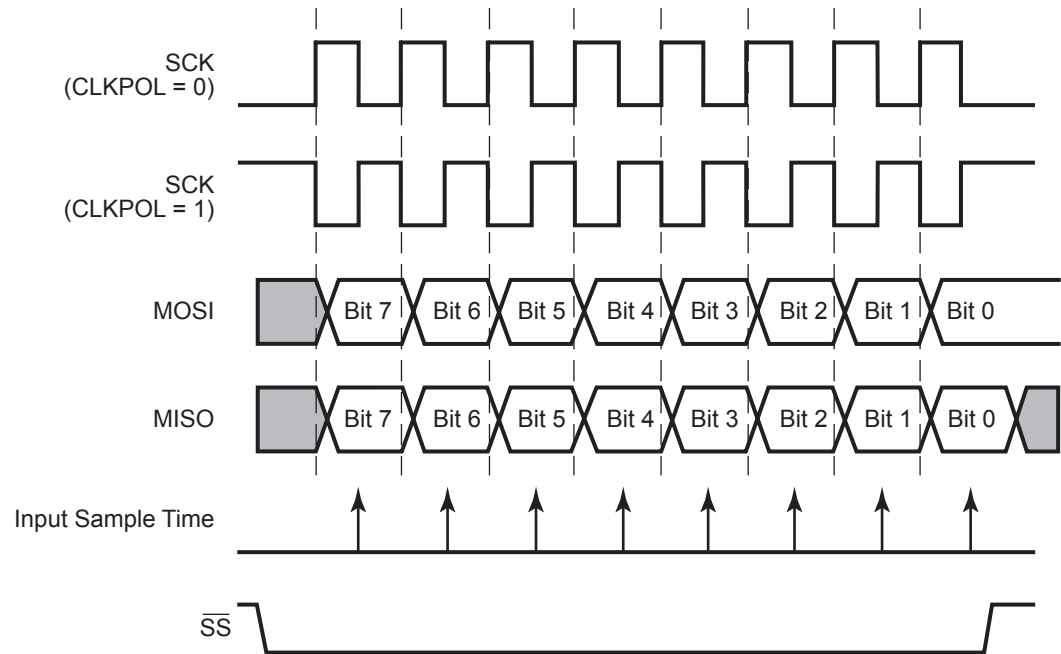 SCK
(CLKPOL = 0)
SCK
(CLKPOL = 1)
MOSI
Bit 7 Bit 6 Bit 5 Bit 4 Bit 3 Bit 2 Bit 1 Bit 0
MISO
Bit 7 Bit 6 Bit 5 Bit 4 Bit 3 Bit 2 Bit 1 Bit 0
Input Sample Time
S̅S̅